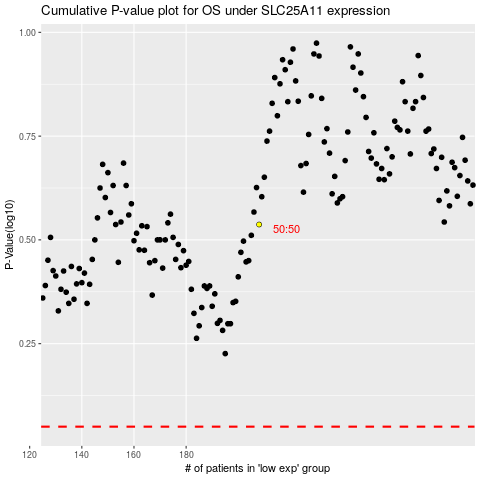 Cumulative P-value plot for OS under SLC25A11 expression
P-Value(log10)
1.00
0.75
0.50
0.25
50:50
120 140 160 180
# of patients in 'low exp' group